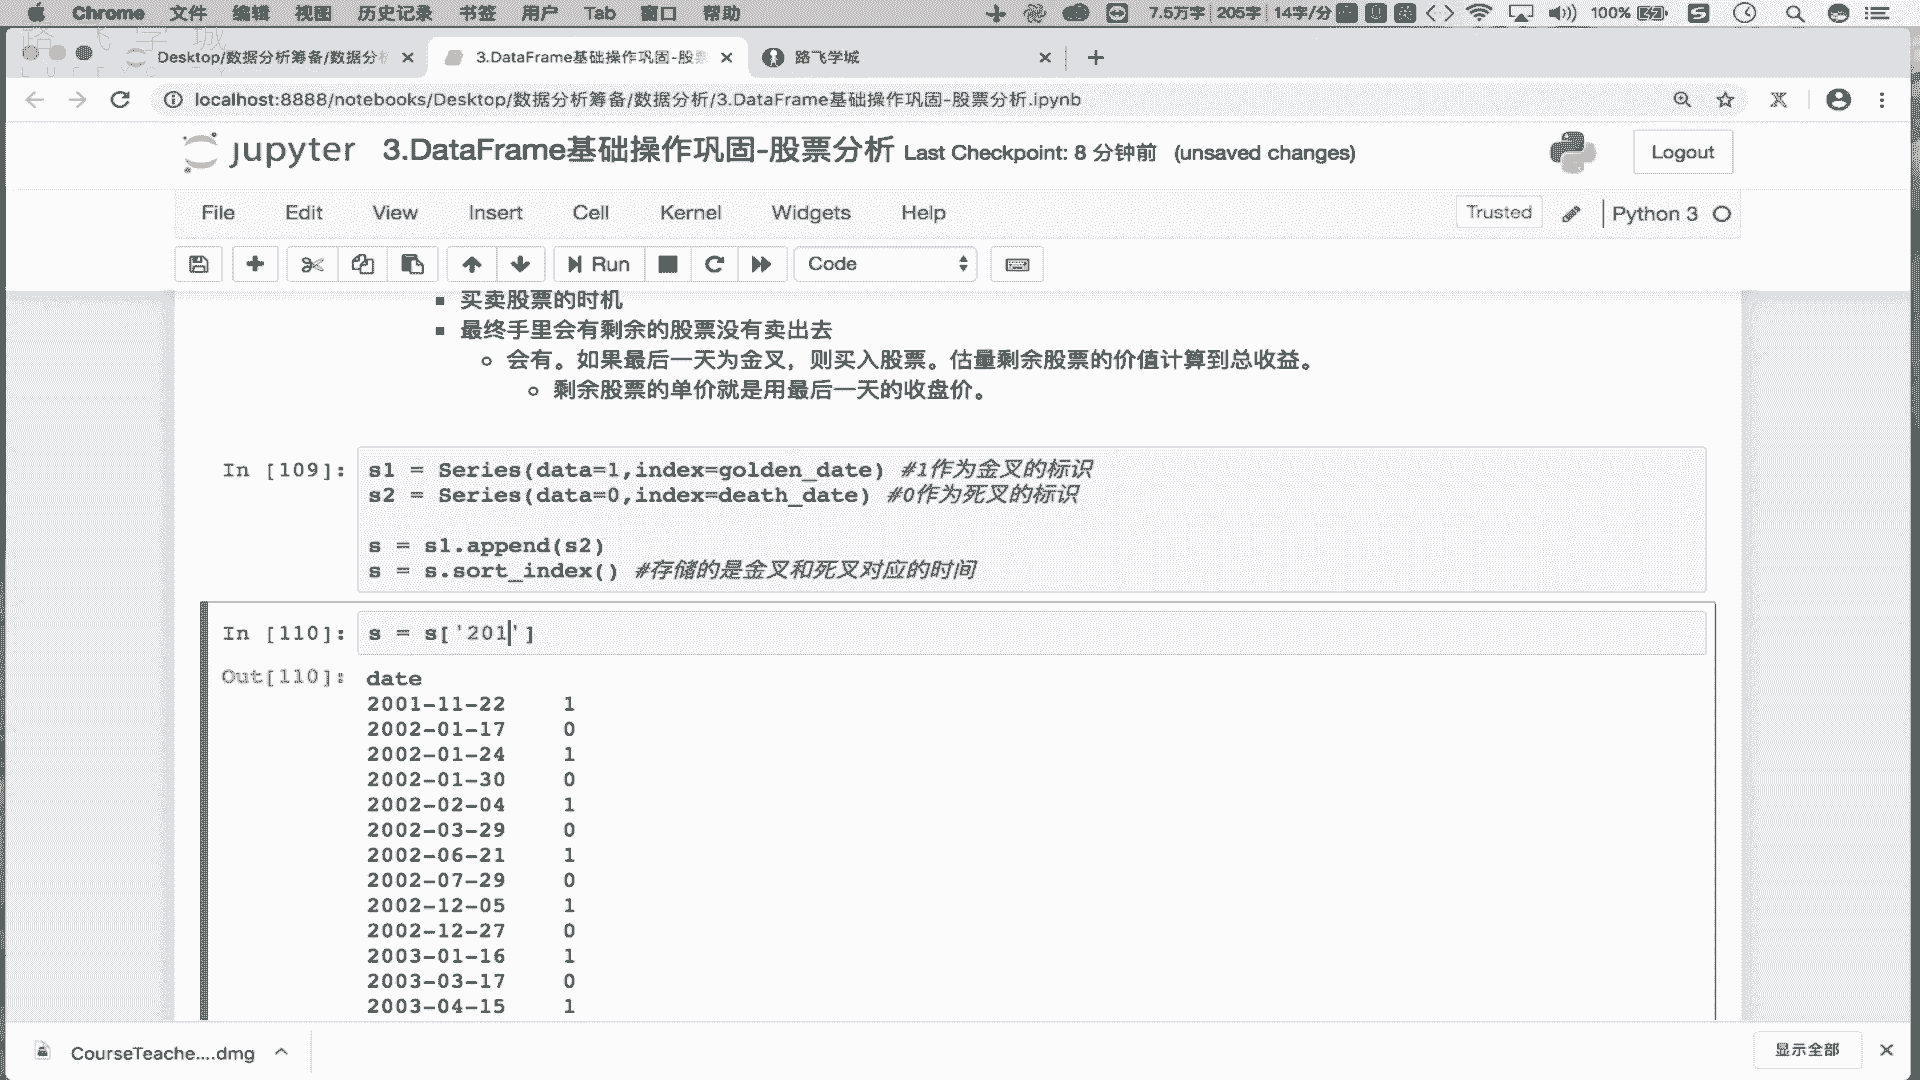 Chrome 文件 编辑 视图 历史记录 书签 用户 Tab 窗口 帮助 7.5万字 205字 14字/分 100%
路飞学城
Desktop/数据分析筹备/数据分析 3.DataFrame基础操作巩固-股票 路飞学城
localhost:8888/notebooks/Desktop/数据分析筹备/数据分析/3.DataFrame基础操作巩固-股票分析.ipynb
jupyter 3.DataFrame基础操作巩固-股票分析 Last Checkpoint: 8 分钟前 (unsaved changes) Logout
File Edit View Insert Cell Kernel Widgets Help Trusted Python 3
Run Code
▪ 买卖股票的时机
▪ 最终手里会有剩余的股票没有卖出去
○ 会有。如果最后一天为金叉，则买入股票。估量剩余股票的价值计算到总收益。
○ 剩余股票的单价就是用最后一天的收盘价。
In [109]: s1 = Series(data=1,index=golden_date) #1作为金叉的标识
s2 = Series(data=0,index=death_date) #0作为死叉的标识
s = s1.append(s2)
s = s.sort_index() #存储的是金叉和死叉对应的时间
In [110]: s = s['201']
Out[110]: date
2001-11-22 1
2002-01-17 0
2002-01-24 1
2002-01-30 0
2002-02-04 1
2002-03-29 0
2002-06-21 1
2002-07-29 0
2002-12-05 1
2002-12-27 0
2003-01-16 1
2003-03-17 0
2003-04-15 1
CourseTeache....dmg 显示全部